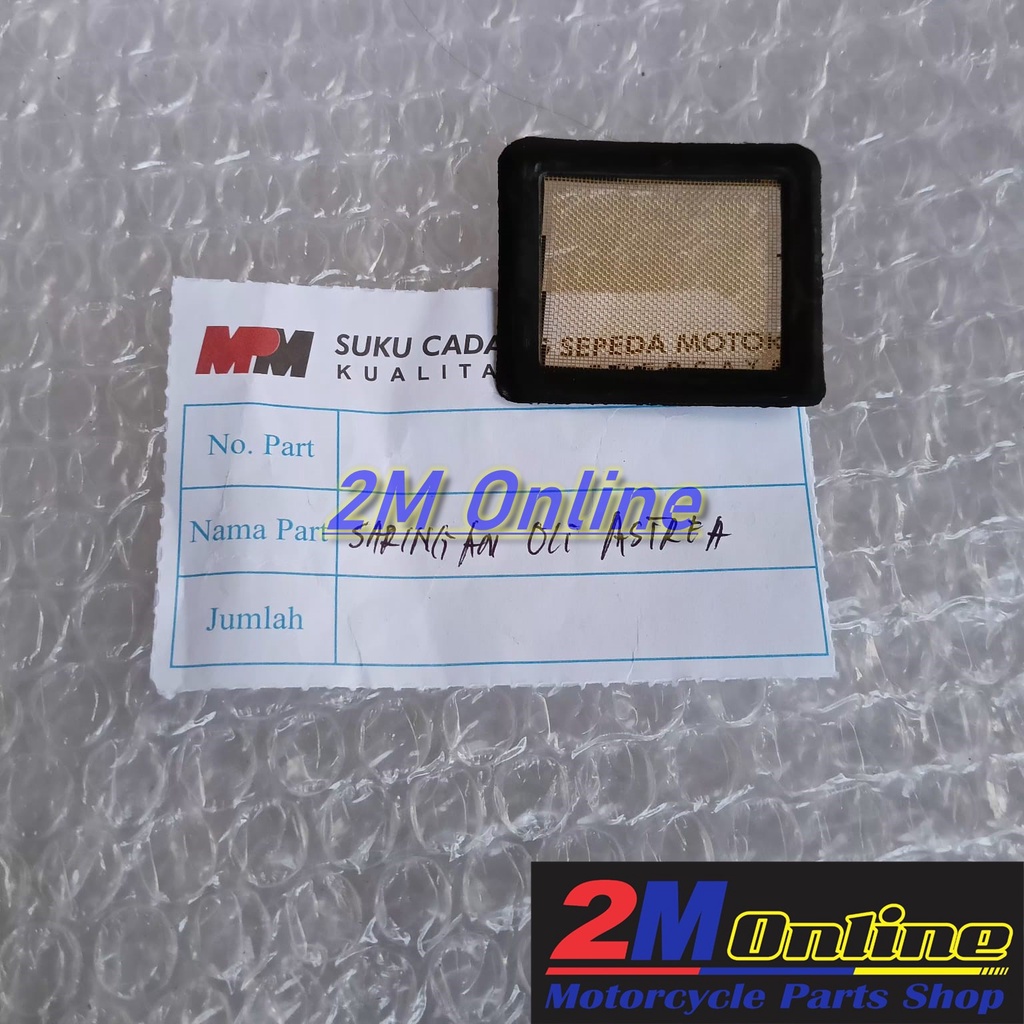 MPM
SUKU CADA SEPEDA MOTO
KUALITA
No. Part
2M Online
Nama Part SARINGAN OLI ASTREA
Jumlah
2M Online
Motorcycle Parts Shop